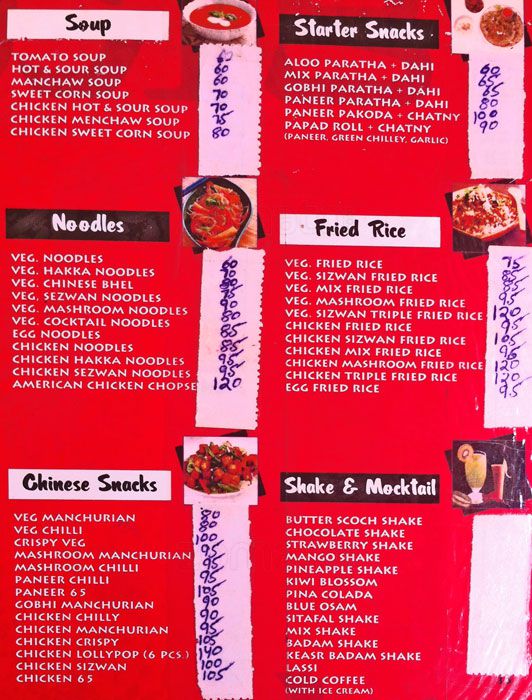 Soup
TOMATO SOUP 60
HOT & SOUR SOUP 60
MANCHAW SOUP 60
SWEET CORN SOUP 70
CHICKEN HOT & SOUR SOUP 70
CHICKEN MENCHAW SOUP 75
CHICKEN SWEET CORN SOUP 80
Starter Snacks
ALOO PARATHA + DAHI 60
MIX PARATHA + DAHI 60
GOBHI PARATHA + DAHI 65
PANEER PARATHA + DAHI 80
PANEER PAKODA + CHATNY 100
PAPAD ROLL + CHATNY 90
(PANEER, GREEN CHILLEY, GARLIC)
Noodles
VEG. NOODLES 60
VEG. HAKKA NOODLES
VEG. CHINESE BHEL
VEG, SEZWAN NOODLES 95
VEG. MASHROOM NOODLES 90
VEG. COCKTAIL NOODLES 80
EGG NOODLES 85
CHICKEN NOODLES 85
CHICKEN HAKKA NOODLES 95
CHICKEN SEZWAN NOODLES 95
AMERICAN CHICKEN CHOPSE 120
Fried Rice
VEG. FRIED RICE 75
VEG. SIZWAN FRIED RICE 85
VEG. MIX FRIED RICE 85
VEG. MASHROOM FRIED RICE 95
VEG. SIZWAN TRIPLE FRIED RICE 120
CHICKEN FRIED RICE 95
CHICKEN SIZWAN FRIED RICE 105
CHICKEN MIX FRIED RICE
CHICKEN MASHROOM FRIED RICE 120
CHICKEN TRIPLE FRIED RICE 120
EGG FRIED RICE 95
Chinese Snacks
VEG MANCHURIAN 80
VEG CHILLI 80
CRISPY VEG 100
MASHROOM MANCHURIAN 95
MASHROOM CHILLI 95
PANEER CHILLI 95
PANEER 65 105
GOBHI MANCHURIAN 90
CHICKEN CHILLY 90
CHICKEN MANCHURIAN 95
CHICKEN CRISPY 105
CHICKEN LOLLYPOP (6 PCS.) 140
CHICKEN SIZWAN 100
CHICKEN 65 105
Shake & Mocktail
BUTTER SCOCH SHAKE
CHOCOLATE SHAKE
STRAWBERRY SHAKE
MANGO SHAKE
PINEAPPLE SHAKE
KIWI BLOSSOM
PINA COLADA
BLUE OSAM
SITAFAL SHAKE
MIX SHAKE
BADAM SHAKE
KEASR BADAM SHAKE
LASSI
COLD COFFEE
(WITH ICE CREAM)